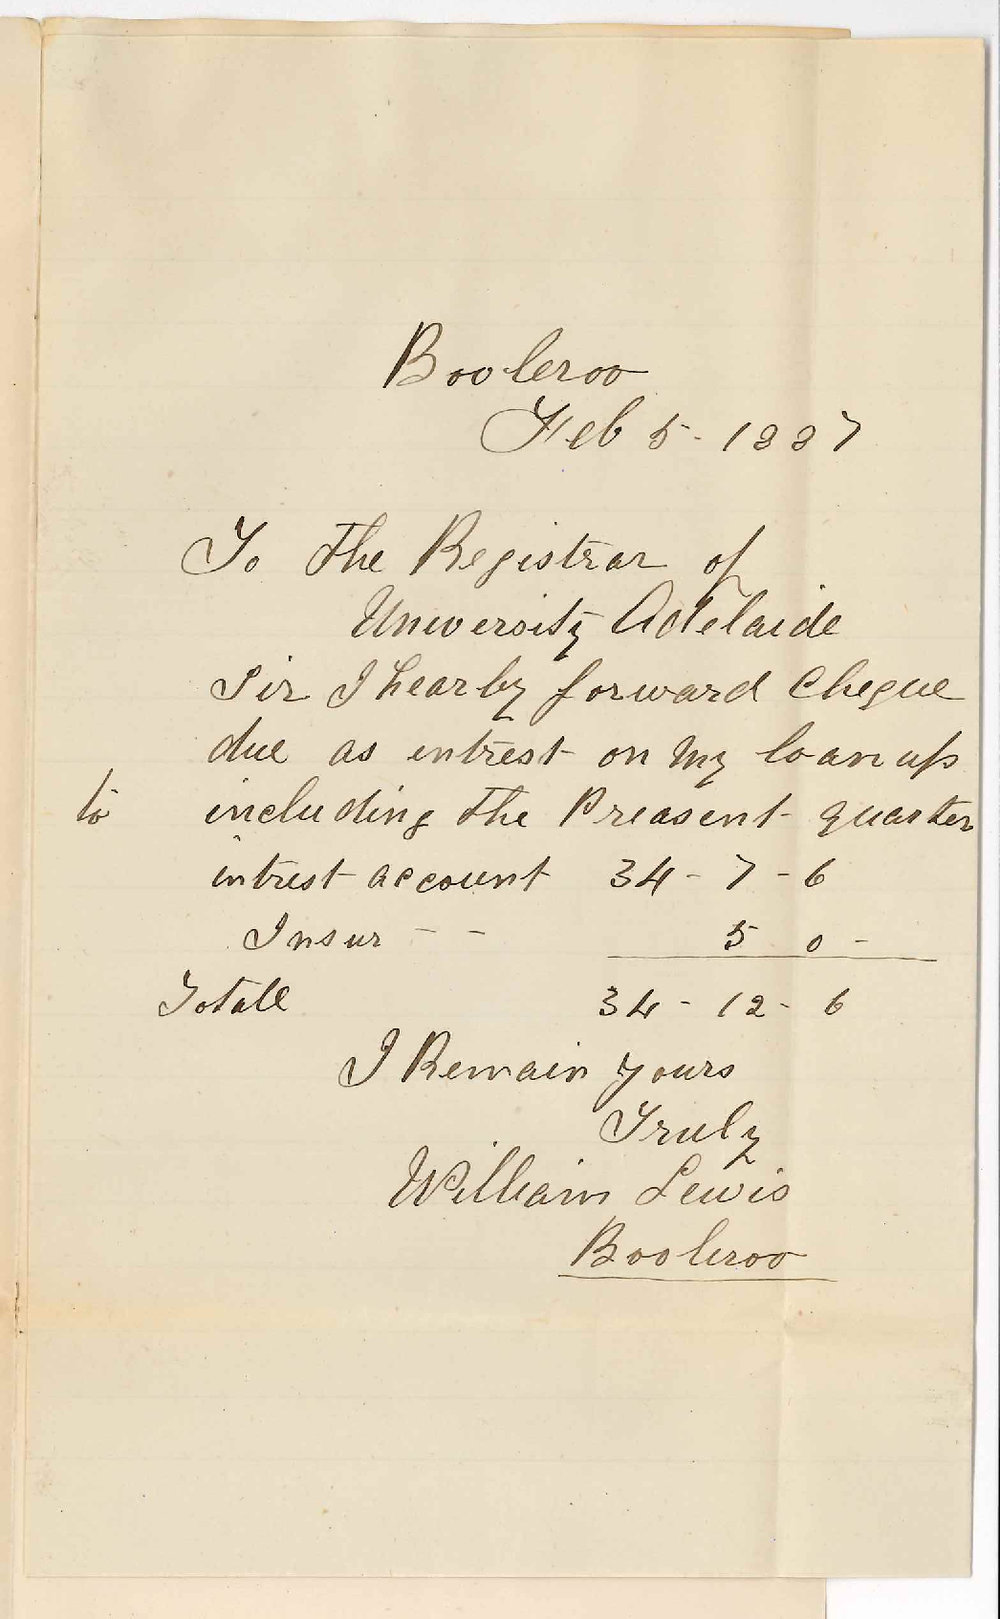 Booleroo
Feb 5 - 1887
To The Registrar of
University Adelaide
Sir I hearby forward Cheque
due as intrest on my loan up
to including The Preasent quarter
intrest account 34 - 7 - 6
Insur - - 5 0 -
Totall 34 - 12 - 6
I Remain yours
Truly
William Lewis
Booleroo